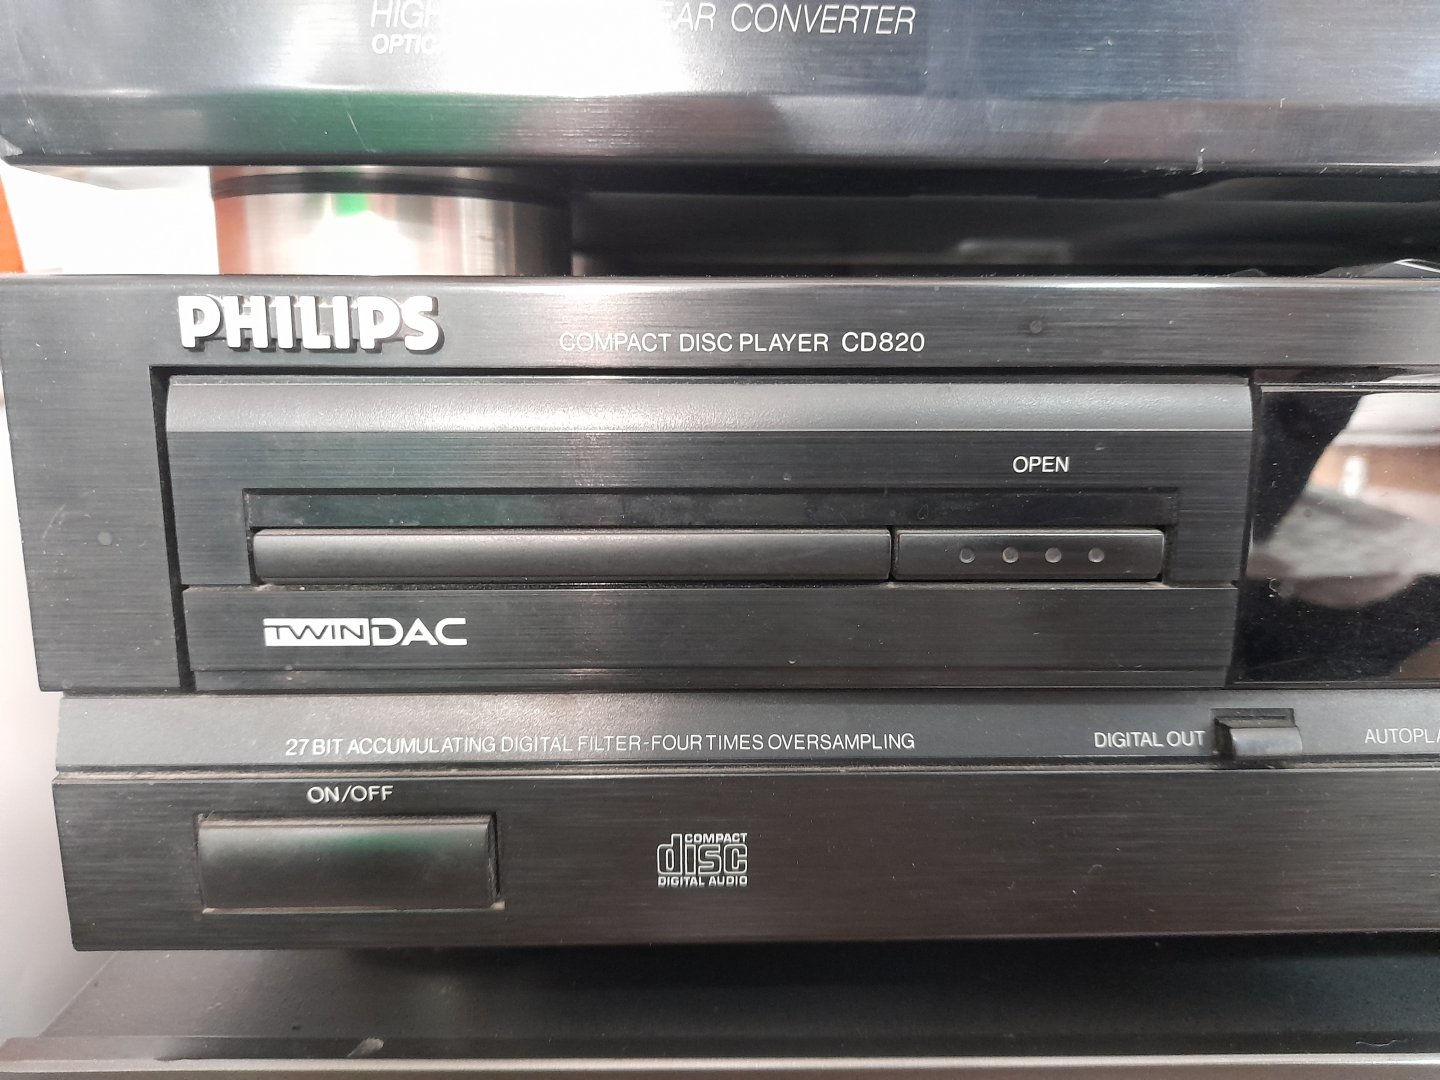 HIGH
CONVERTER
PHILIPS
COMPACT DISC PLAYER CD820
OPEN
TWIN DAC
27 BIT ACCUMULATING DIGITAL FILTER-FOUR TIMES OVERSAMPLING
DIGITAL OUT
ON/OFF
COMPACT
disc
DIGITAL AUDIO